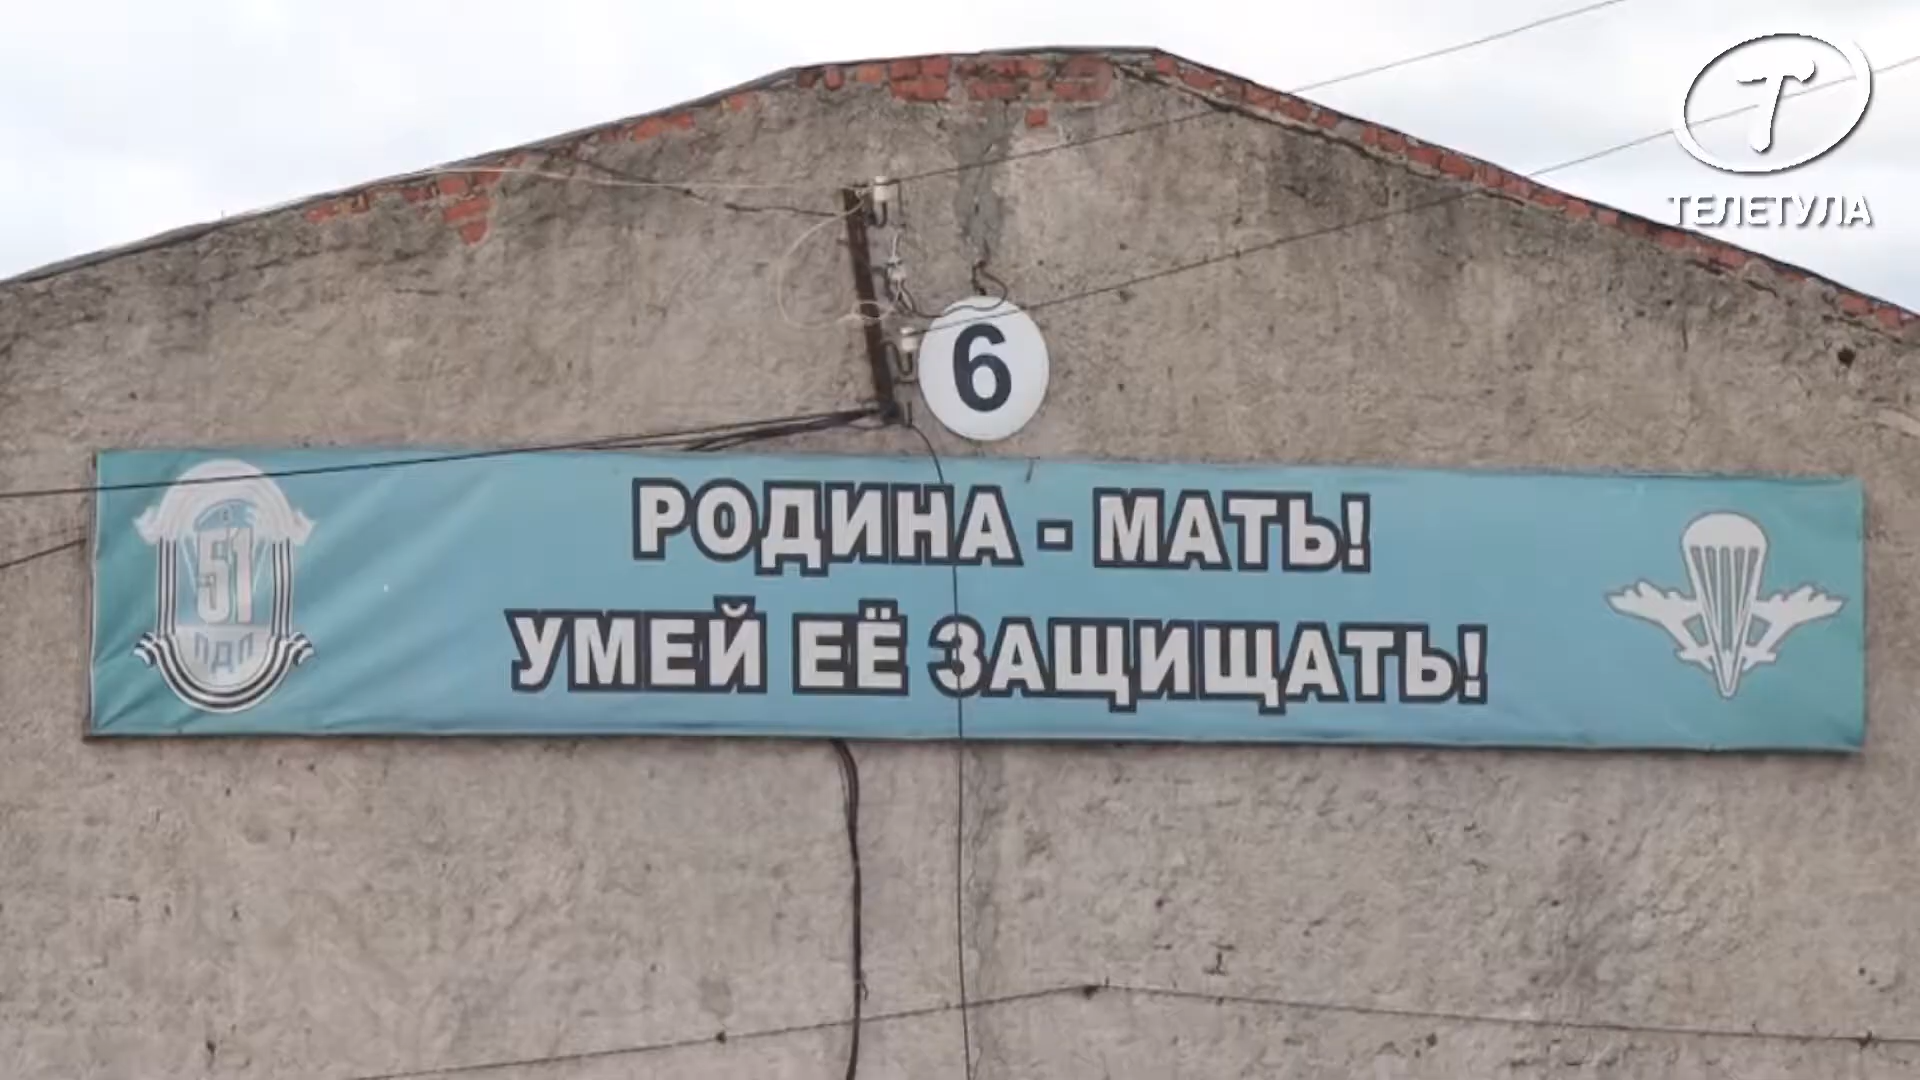 Т
ТЕЛЕТУЛА
6
РОДИНА - МАТЬ!
УМЕЙ ЕЁ ЗАЩИЩАТЬ!
51
ПДП